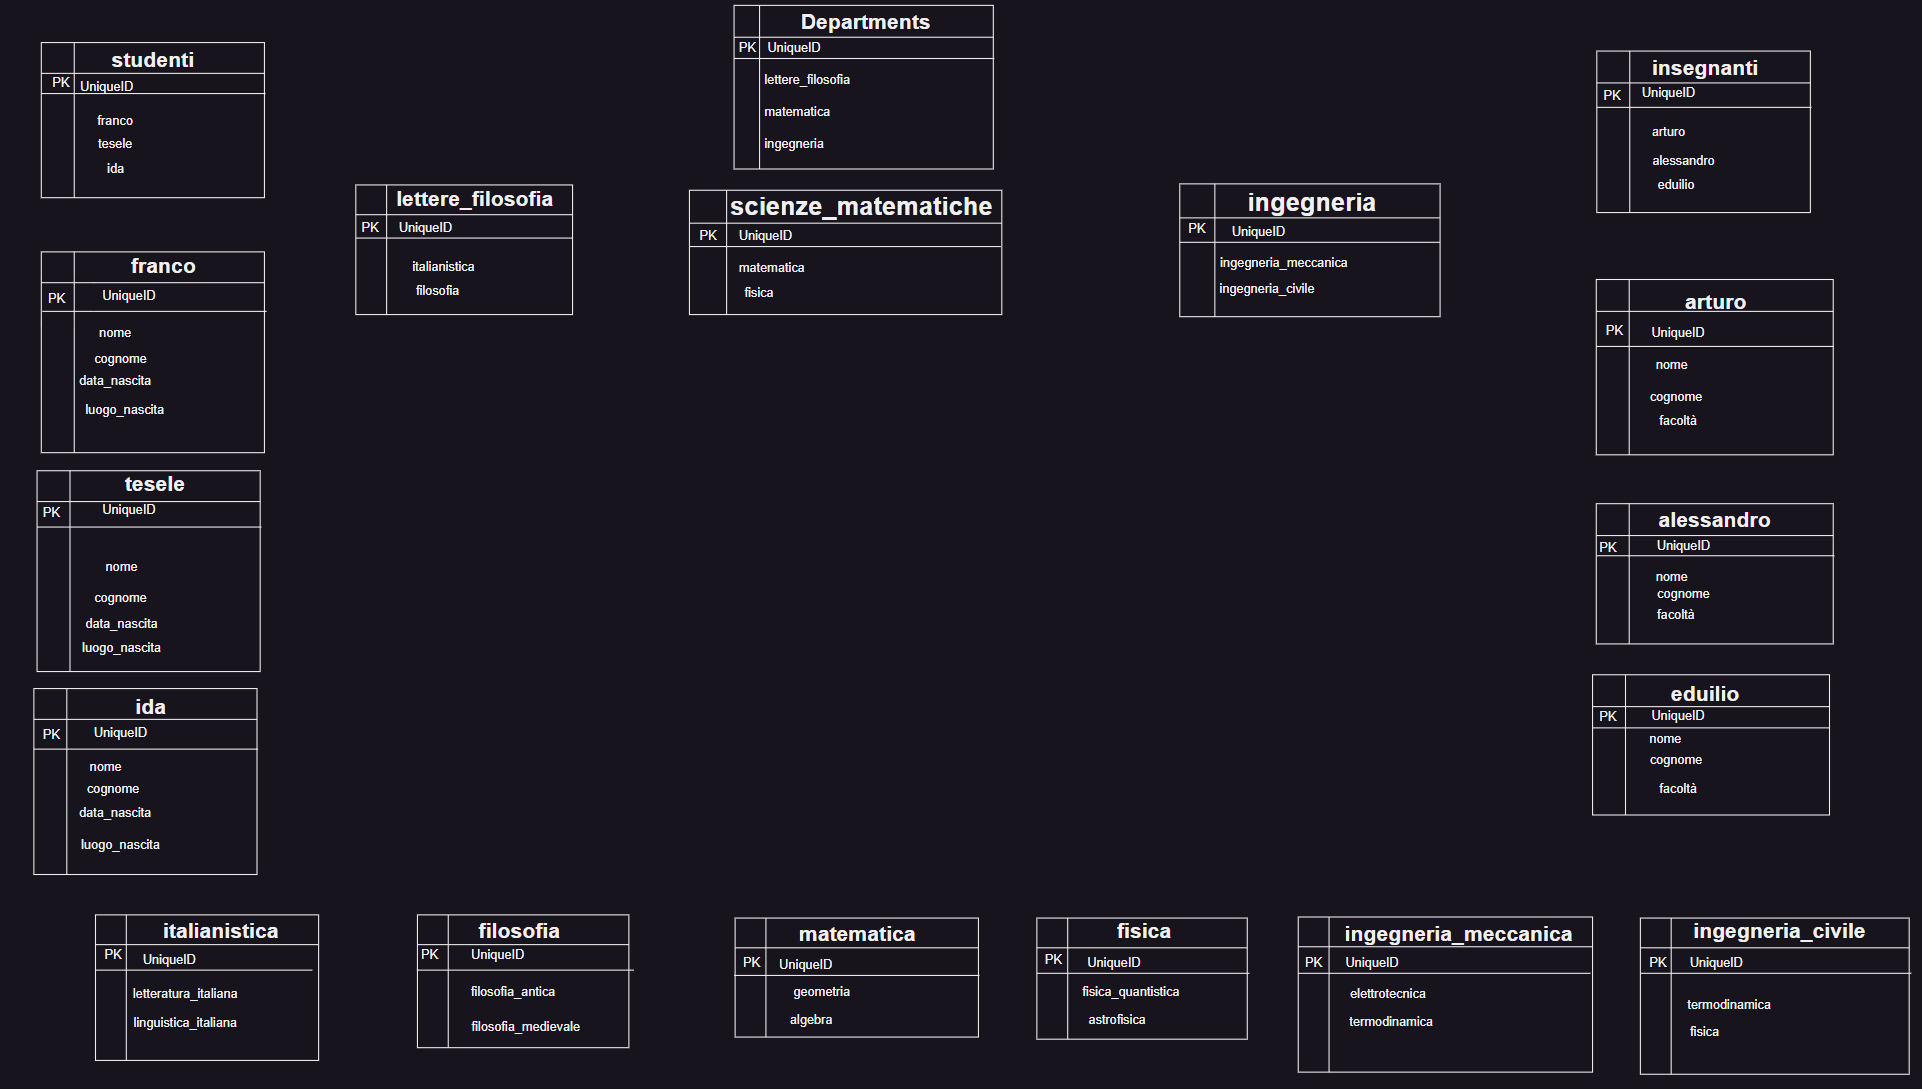 studenti
PK UniqueID
franco
tesele
ida
franco
PK UniqueID
nome
cognome
data_nascita
luogo_nascita
tesele
PK UniqueID
nome
cognome
data_nascita
luogo_nascita
ida
PK UniqueID
nome
cognome
data_nascita
luogo_nascita
Departments
PK UniqueID
lettere_filosofia
matematica
ingegneria
lettere_filosofia
PK UniqueID
italianistica
filosofia
scienze_matematiche
PK UniqueID
matematica
fisica
ingegneria
PK UniqueID
ingegneria_meccanica
ingegneria_civile
insegnanti
PK UniqueID
arturo
alessandro
eduilio
arturo
PK UniqueID
nome
cognome
facoltà
alessandro
PK UniqueID
nome
cognome
facoltà
eduilio
PK UniqueID
nome
cognome
facoltà
italianistica
PK UniqueID
letteratura_italiana
linguistica_italiana
filosofia
PK UniqueID
filosofia_antica
filosofia_medievale
matematica
PK UniqueID
geometria
algebra
fisica
PK UniqueID
fisica_quantistica
astrofisica
ingegneria_meccanica
PK UniqueID
elettrotecnica
termodinamica
ingegneria_civile
PK UniqueID
termodinamica
fisica